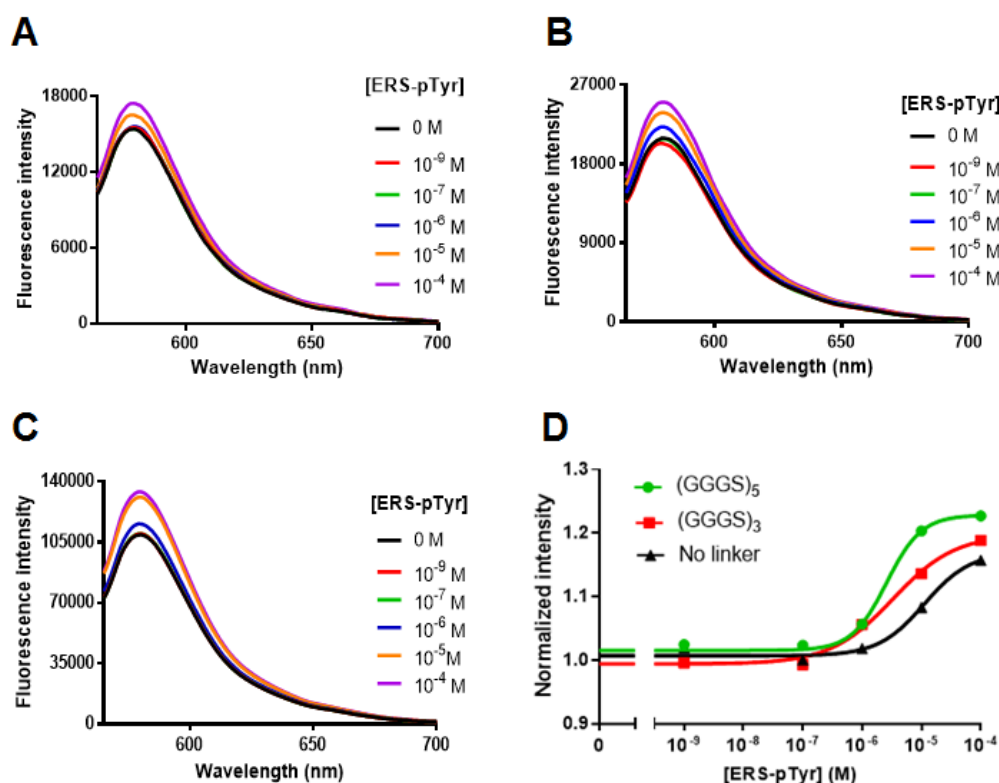 A
[ERS-pTyr]
0 M
10⁻⁹ M
10⁻⁷ M
10⁻⁶ M
10⁻⁵ M
10⁻⁴ M
Fluorescence intensity
18000
12000
6000
0
600
650
700
Wavelength (nm)
B
[ERS-pTyr]
0 M
10⁻⁹ M
10⁻⁷ M
10⁻⁶ M
10⁻⁵ M
10⁻⁴ M
Fluorescence intensity
27000
18000
9000
0
600
650
700
Wavelength (nm)
C
[ERS-pTyr]
0 M
10⁻⁹ M
10⁻⁷ M
10⁻⁶ M
10⁻⁵ M
10⁻⁴ M
Fluorescence intensity
140000
105000
70000
35000
0
600
650
700
Wavelength (nm)
D
(GGGS)₅
(GGGS)₃
No linker
Normalized intensity
1.3
1.2
1.1
1.0
0.9
0
10⁻⁹
10⁻⁸
10⁻⁷
10⁻⁶
10⁻⁵
10⁻⁴
[ERS-pTyr] (M)